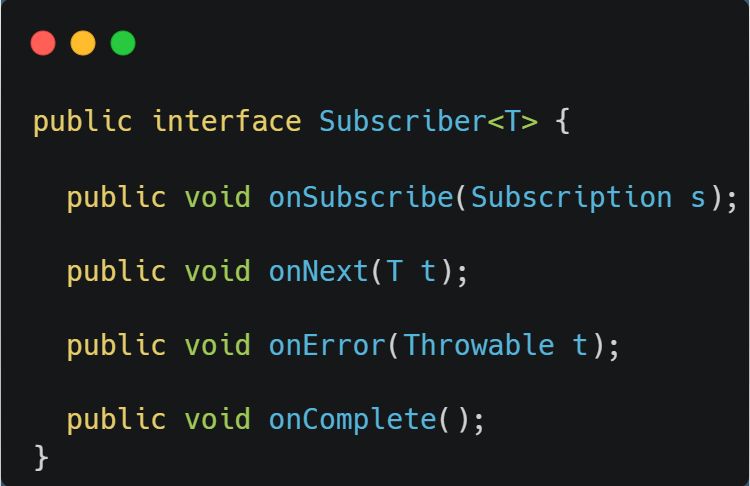 public interface Subscriber<T> {
public void onSubscribe(Subscription s);
public void onNext(T t);
public void onError(Throwable t);
public void onComplete();
}